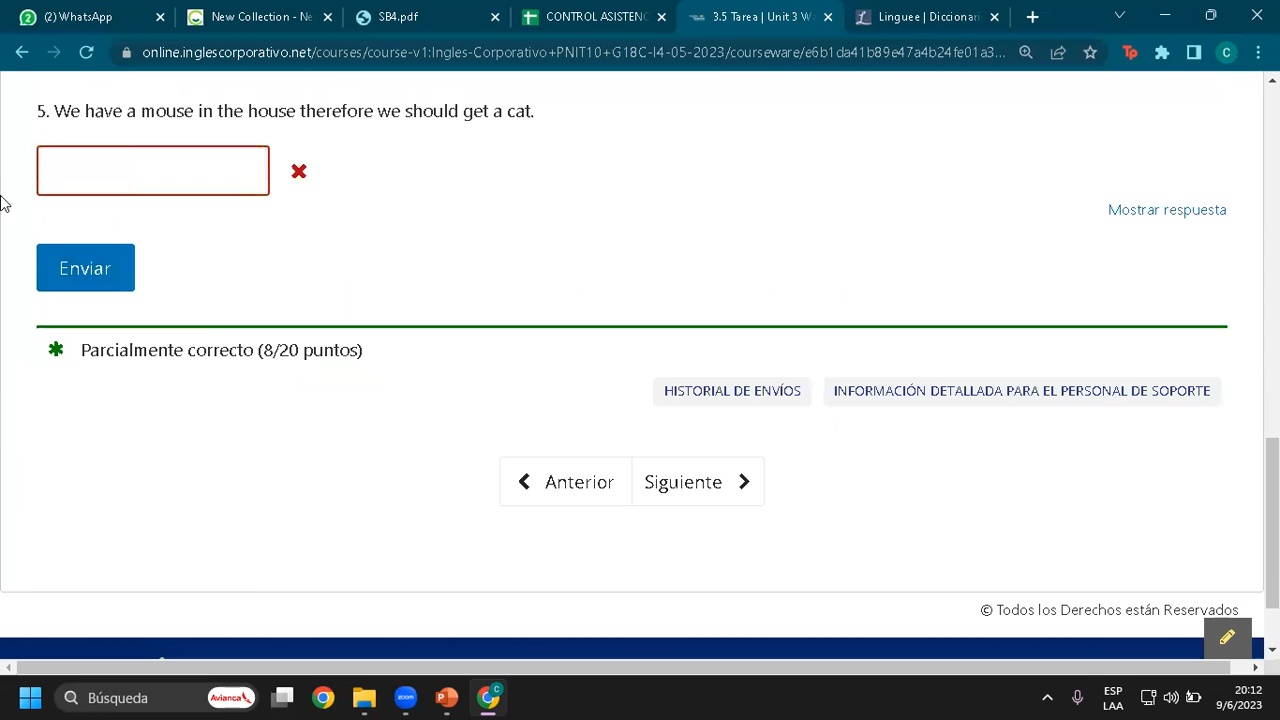 (2) WhatsApp
New Collection - Ne
SB4.pdf
CONTROL ASISTENC
3.5 Tarea | Unit 3 W
Linguee | Diccionari
online.inglescorporativo.net/courses/course-v1:Ingles-Corporativo+PNIT10+G18C-I4-05-2023/courseware/e6b1da41b89e47a4b24fe01a3...
5. We have a mouse in the house therefore we should get a cat.
Mostrar respuesta
Enviar
Parcialmente correcto (8/20 puntos)
HISTORIAL DE ENVÍOS
INFORMACIÓN DETALLADA PARA EL PERSONAL DE SOPORTE
Anterior
Siguiente
© Todos los Derechos están Reservados
Búsqueda
Avianca
zoom
ESP
LAA
20:12
9/6/2023